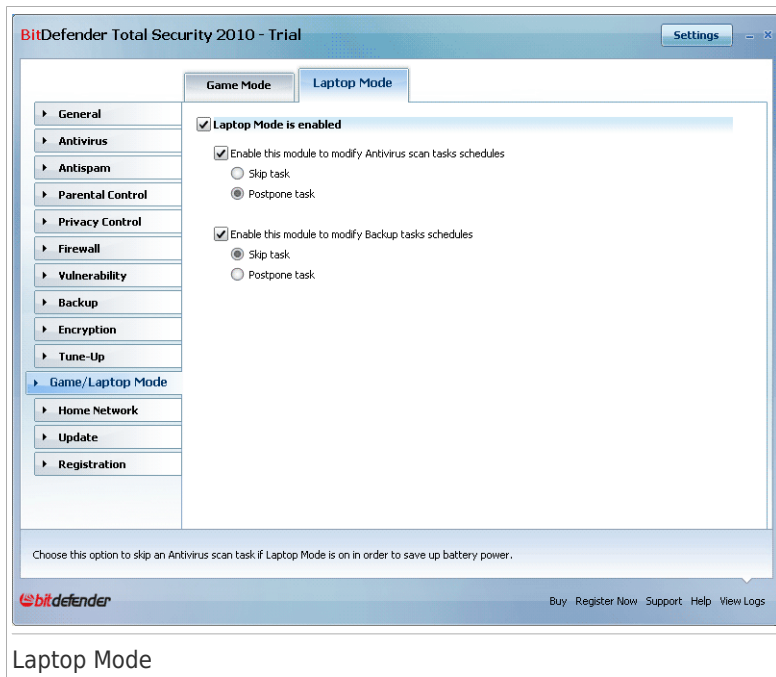 BitDefender Total Security 2010 - Trial
Settings
Game Mode
Laptop Mode
General
Antivirus
Antispam
Parental Control
Privacy Control
Firewall
Vulnerability
Backup
Encryption
Tune-Up
Game/Laptop Mode
Home Network
Update
Registration
Laptop Mode is enabled
Enable this module to modify Antivirus scan tasks schedules
Skip task
Postpone task
Enable this module to modify Backup tasks schedules
Skip task
Postpone task
Choose this option to skip an Antivirus scan task if Laptop Mode is on in order to save up battery power.
bitdefender
Buy Register Now Support Help View Logs
Laptop Mode